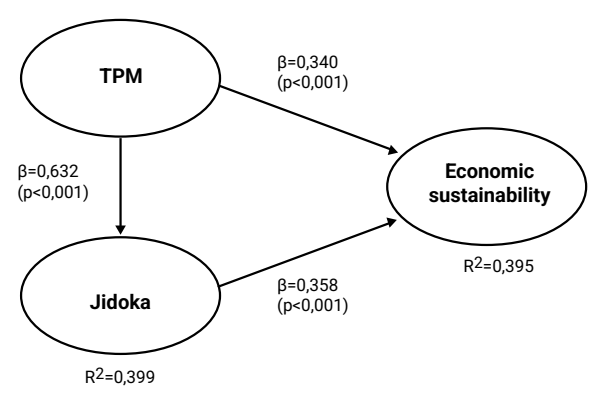 TPM
β=0,340
(p<0,001)
β=0,632
(p<0,001)
Economic
sustainability
R²=0,395
Jidoka
β=0,358
(p<0,001)
R²=0,399